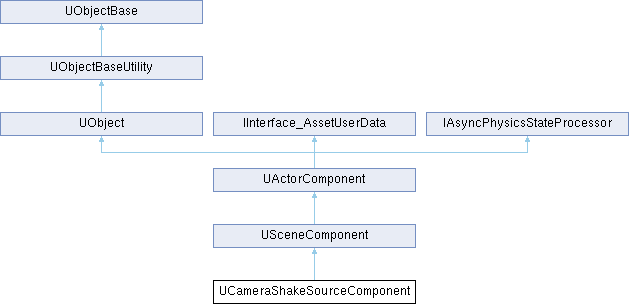 UObjectBase
UObjectBaseUtility
UObject
IInterface_AssetUserData
IAsyncPhysicsStateProcessor
UActorComponent
USceneComponent
UCameraShakeSourceComponent